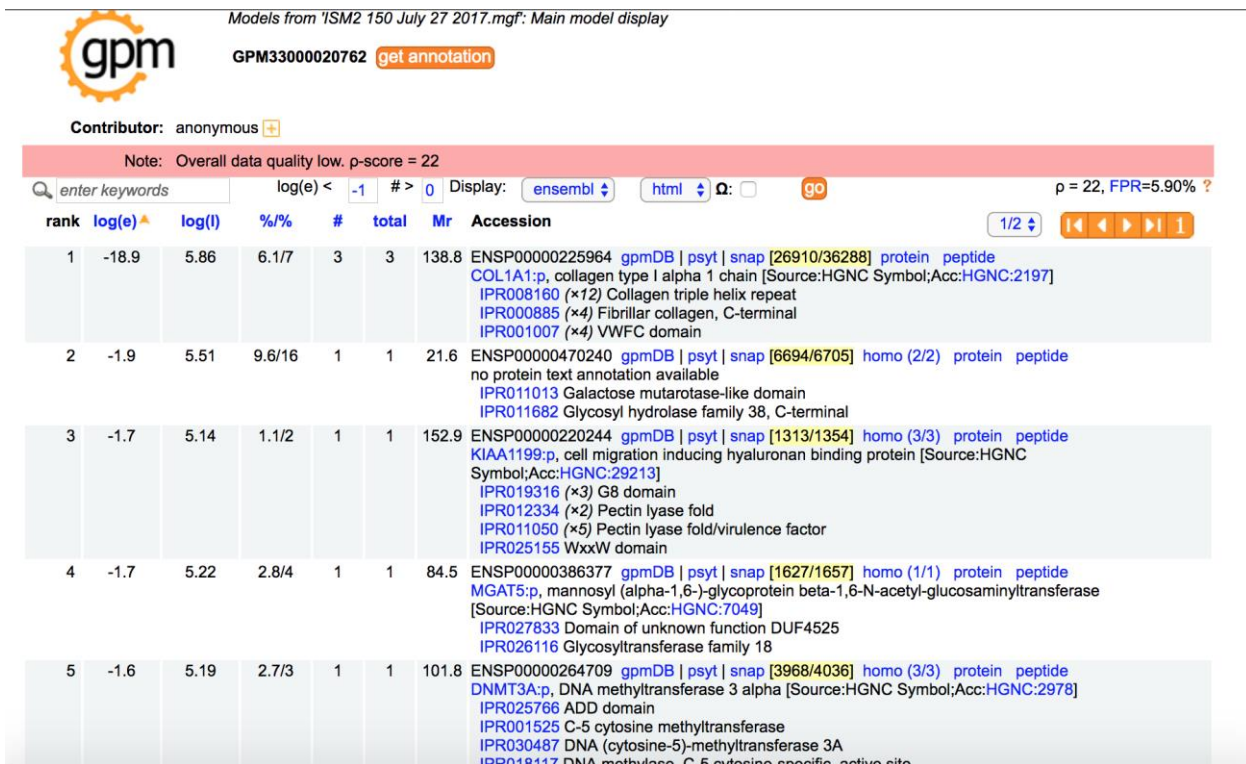 Models from 'ISM2 150 July 27 2017.mgf': Main model display
gpm
GPM33000020762 get annotation
Contributor: anonymous +
Note: Overall data quality low. ρ-score = 22
enter keywords log(e) < -1 # > 0 Display: ensembl html Ω: go ρ = 22, FPR=5.90% ?
rank log(e) log(I) %/% # total Mr Accession 1/2 1
1 -18.9 5.86 6.1/7 3 3 138.8 ENSP00000225964 gpmDB | psyt | snap [26910/36288] protein peptide
COL1A1:p, collagen type I alpha 1 chain [Source:HGNC Symbol;Acc:HGNC:2197]
IPR008160 (×12) Collagen triple helix repeat
IPR000885 (×4) Fibrillar collagen, C-terminal
IPR001007 (×4) VWFC domain
2 -1.9 5.51 9.6/16 1 1 21.6 ENSP00000470240 gpmDB | psyt | snap [6694/6705] homo (2/2) protein peptide
no protein text annotation available
IPR011013 Galactose mutarotase-like domain
IPR011682 Glycosyl hydrolase family 38, C-terminal
3 -1.7 5.14 1.1/2 1 1 152.9 ENSP00000220244 gpmDB | psyt | snap [1313/1354] homo (3/3) protein peptide
KIAA1199:p, cell migration inducing hyaluronan binding protein [Source:HGNC
Symbol;Acc:HGNC:29213]
IPR019316 (×3) G8 domain
IPR012334 (×2) Pectin lyase fold
IPR011050 (×5) Pectin lyase fold/virulence factor
IPR025155 WxxW domain
4 -1.7 5.22 2.8/4 1 1 84.5 ENSP00000386377 gpmDB | psyt | snap [1627/1657] homo (1/1) protein peptide
MGAT5:p, mannosyl (alpha-1,6-)-glycoprotein beta-1,6-N-acetyl-glucosaminyltransferase
[Source:HGNC Symbol;Acc:HGNC:7049]
IPR027833 Domain of unknown function DUF4525
IPR026116 Glycosyltransferase family 18
5 -1.6 5.19 2.7/3 1 1 101.8 ENSP00000264709 gpmDB | psyt | snap [3968/4036] homo (3/3) protein peptide
DNMT3A:p, DNA methyltransferase 3 alpha [Source:HGNC Symbol;Acc:HGNC:2978]
IPR025766 ADD domain
IPR001525 C-5 cytosine methyltransferase
IPR030487 DNA (cytosine-5)-methyltransferase 3A
IPR018117 DNA methylase, C-5 cytosine-specific, active site